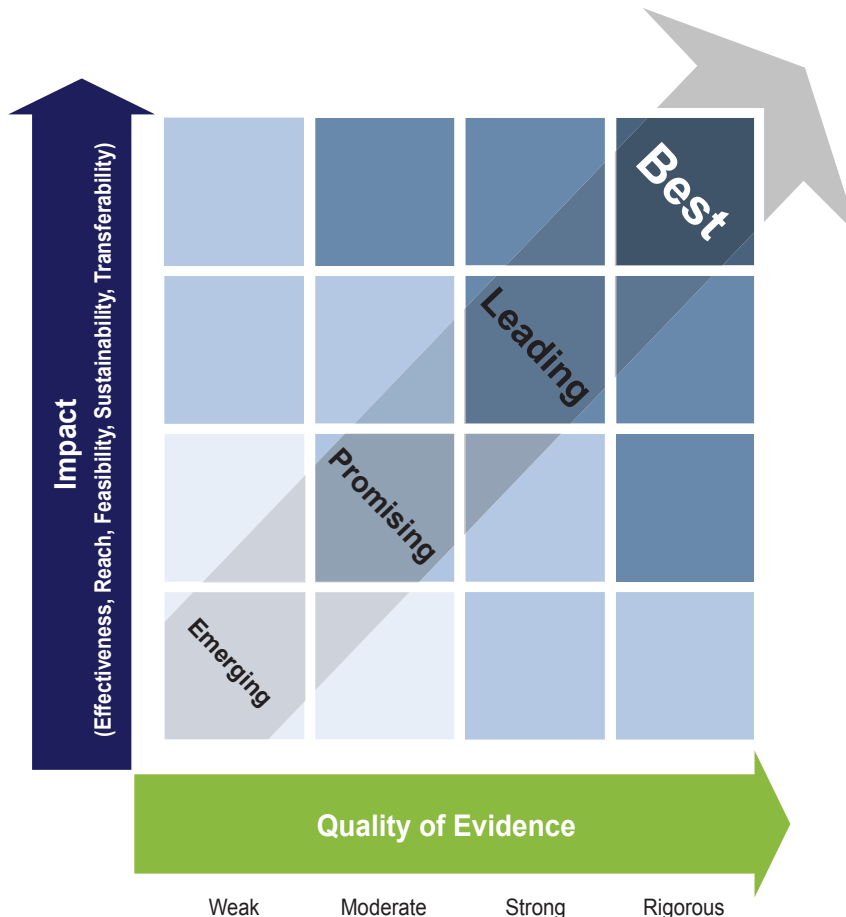 Impact
(Effectiveness, Reach, Feasibility, Sustainability, Transferability)
Best
Leading
Promising
Emerging
Quality of Evidence
Weak
Moderate
Strong
Rigorous